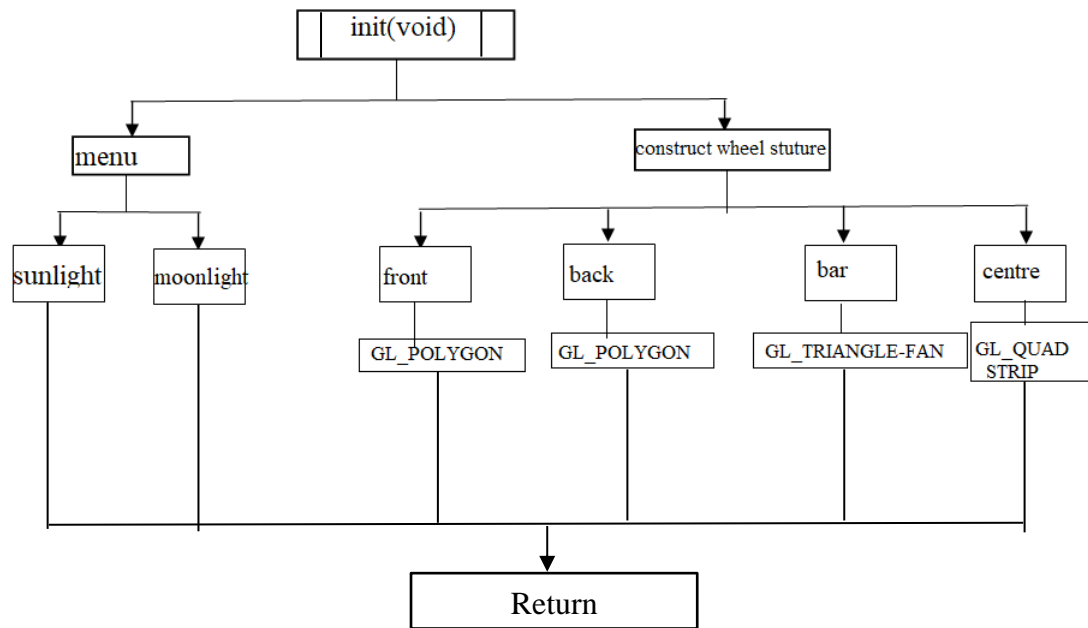 init(void)
menu
construct wheel stuture
sunlight
moonlight
front
back
bar
centre
GL_POLYGON
GL_POLYGON
GL_TRIANGLE-FAN
GL_QUAD
STRIP
Return